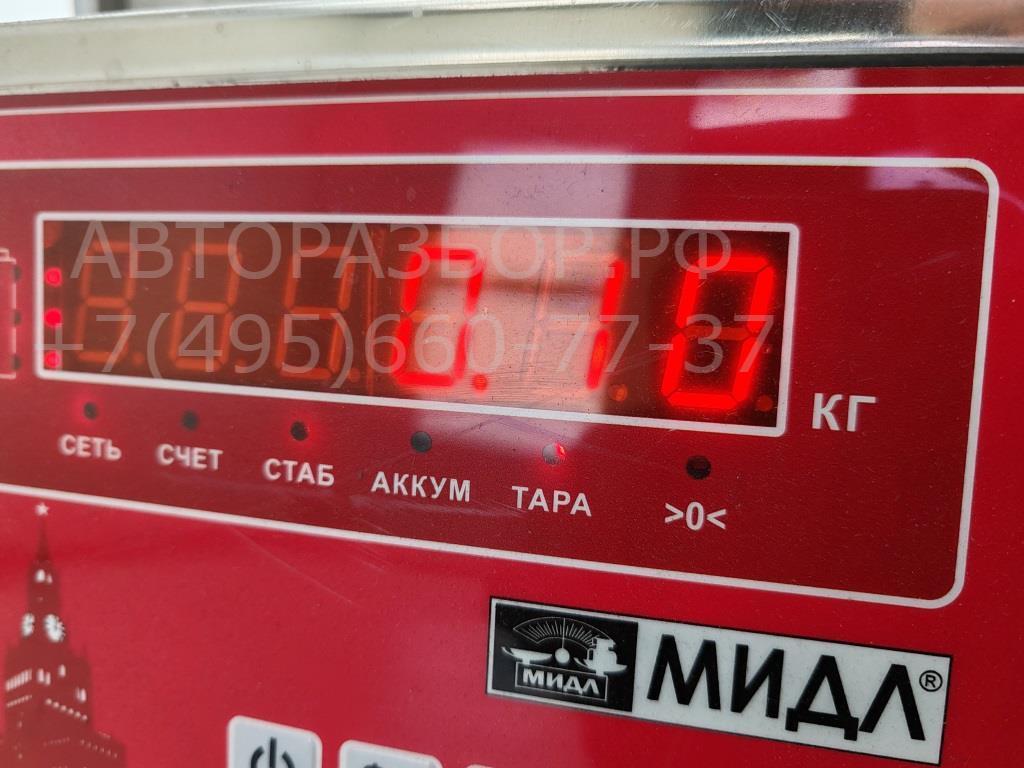 АВТОРАЗБОР.РФ
+7(495)660-77-37
0.10
КГ
СЕТЬ СЧЕТ СТАБ АККУМ ТАРА >0<
МИДЛ МИДЛ®